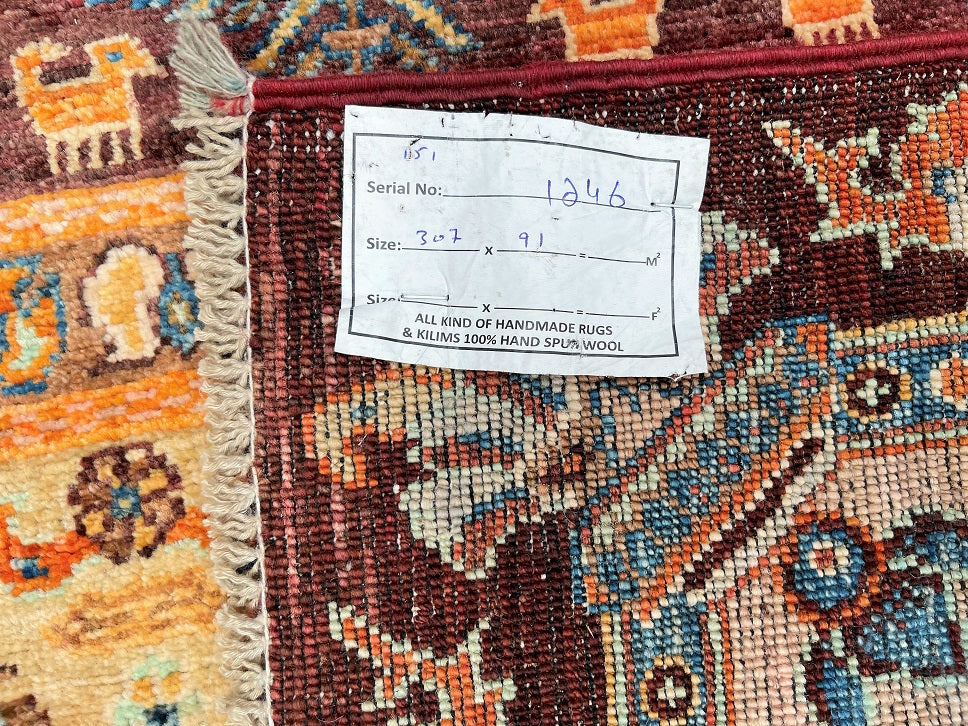 1151
Serial No: 1246
Size: 307 x 91 = M²
Size x = F²
ALL KIND OF HANDMADE RUGS
& KILIMS 100% HAND SPUN WOOL